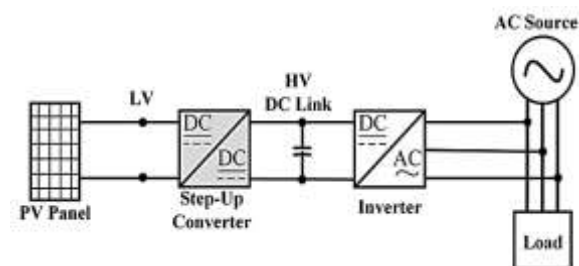 AC Source
HV
DC Link
LV
DC
DC
DC
AC
PV Panel
Step-Up
Converter
Inverter
Load